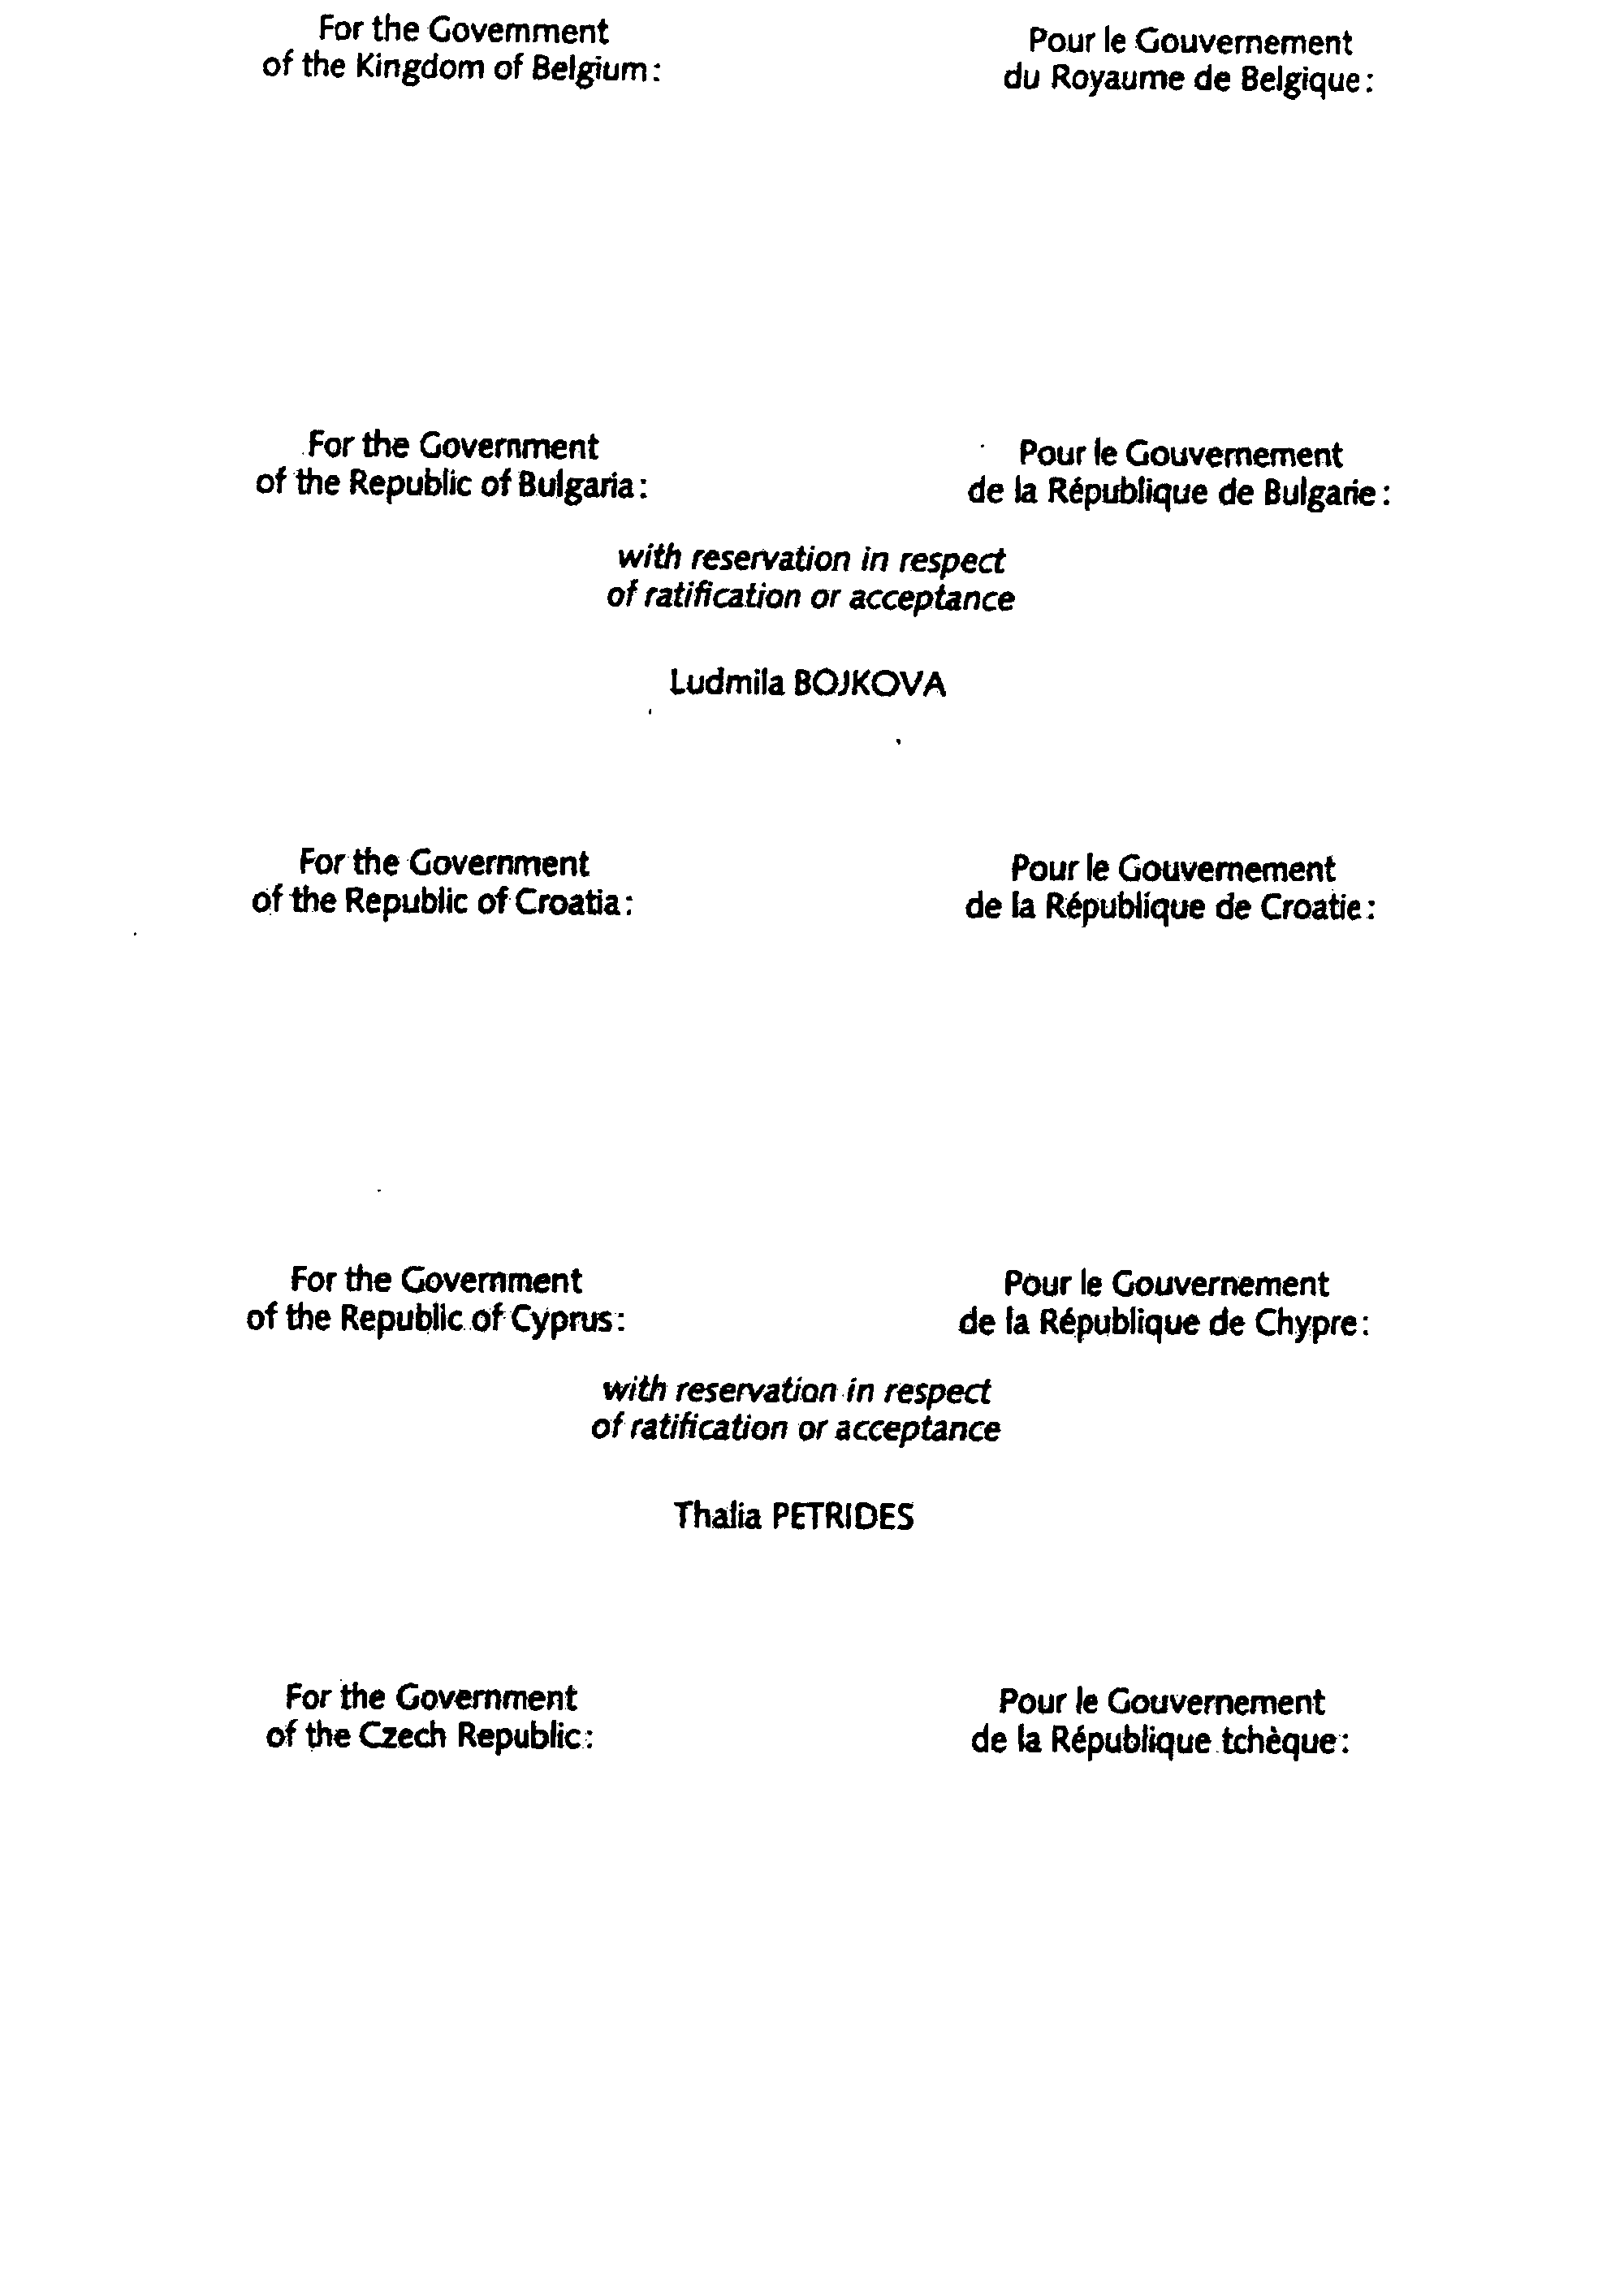 For the Government
of the Kingdom of Belgium:
Pour le Gouvernement
du Royaume de Belgique:
For the Government
of the Republic of Bulgaria:
Pour le Gouvernement
de la République de Bulgarie:
with reservation in respect
of ratification or acceptance
Ludmila BOJKOVA
For the Government
of the Republic of Croatia:
Pour le Gouvernement
de la République de Croatie:
For the Government
of the Republic of Cyprus:
Pour le Gouvernement
de la République de Chypre:
with reservation in respect
of ratification or acceptance
Thalia PETRIDES
For the Government
of the Czech Republic:
Pour le Gouvernement
de la République tchèque: